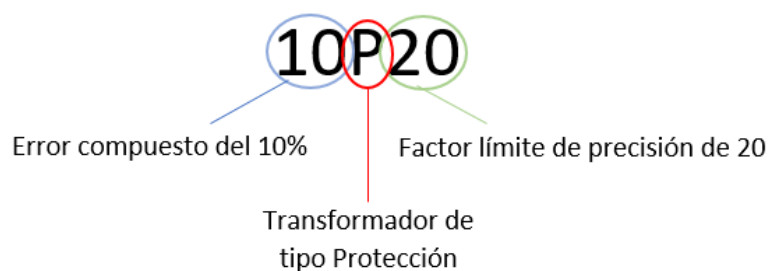 10P20
Error compuesto del 10%
Factor límite de precisión de 20
Transformador de
tipo Protección